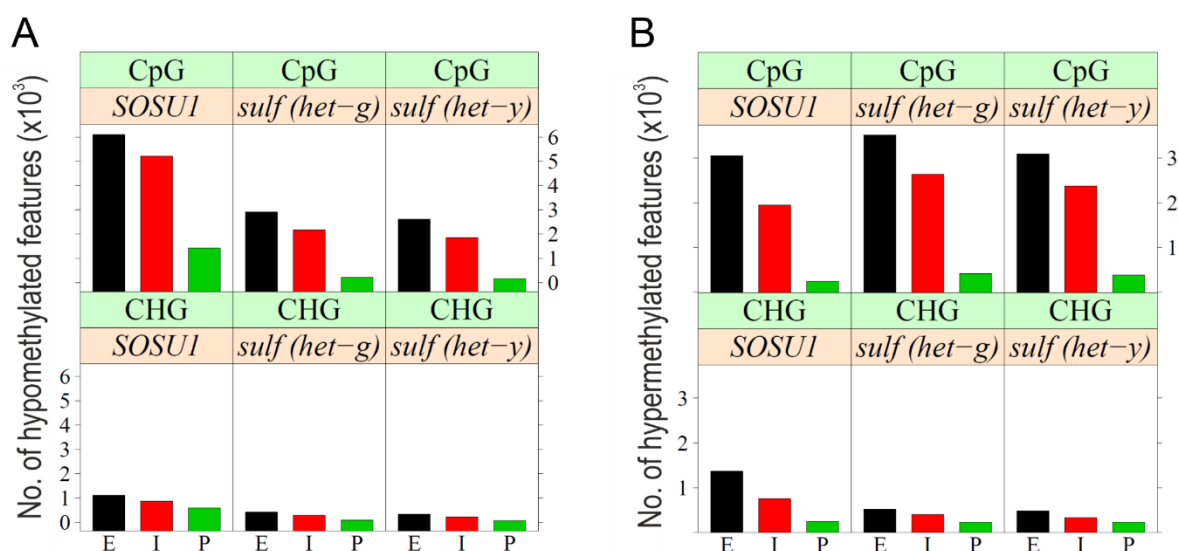 A
No. of hypomethylated features (x10³)
CpG CpG CpG
SOSU1 sulf (het−g) sulf (het−y)
6
5
4
3
2
1
0
CHG CHG CHG
SOSU1 sulf (het−g) sulf (het−y)
6
5
4
3
2
1
0
E I P E I P E I P
B
No. of hypermethylated features (x10³)
CpG CpG CpG
SOSU1 sulf (het−g) sulf (het−y)
3
2
1
CHG CHG CHG
SOSU1 sulf (het−g) sulf (het−y)
3
2
1
E I P E I P E I P